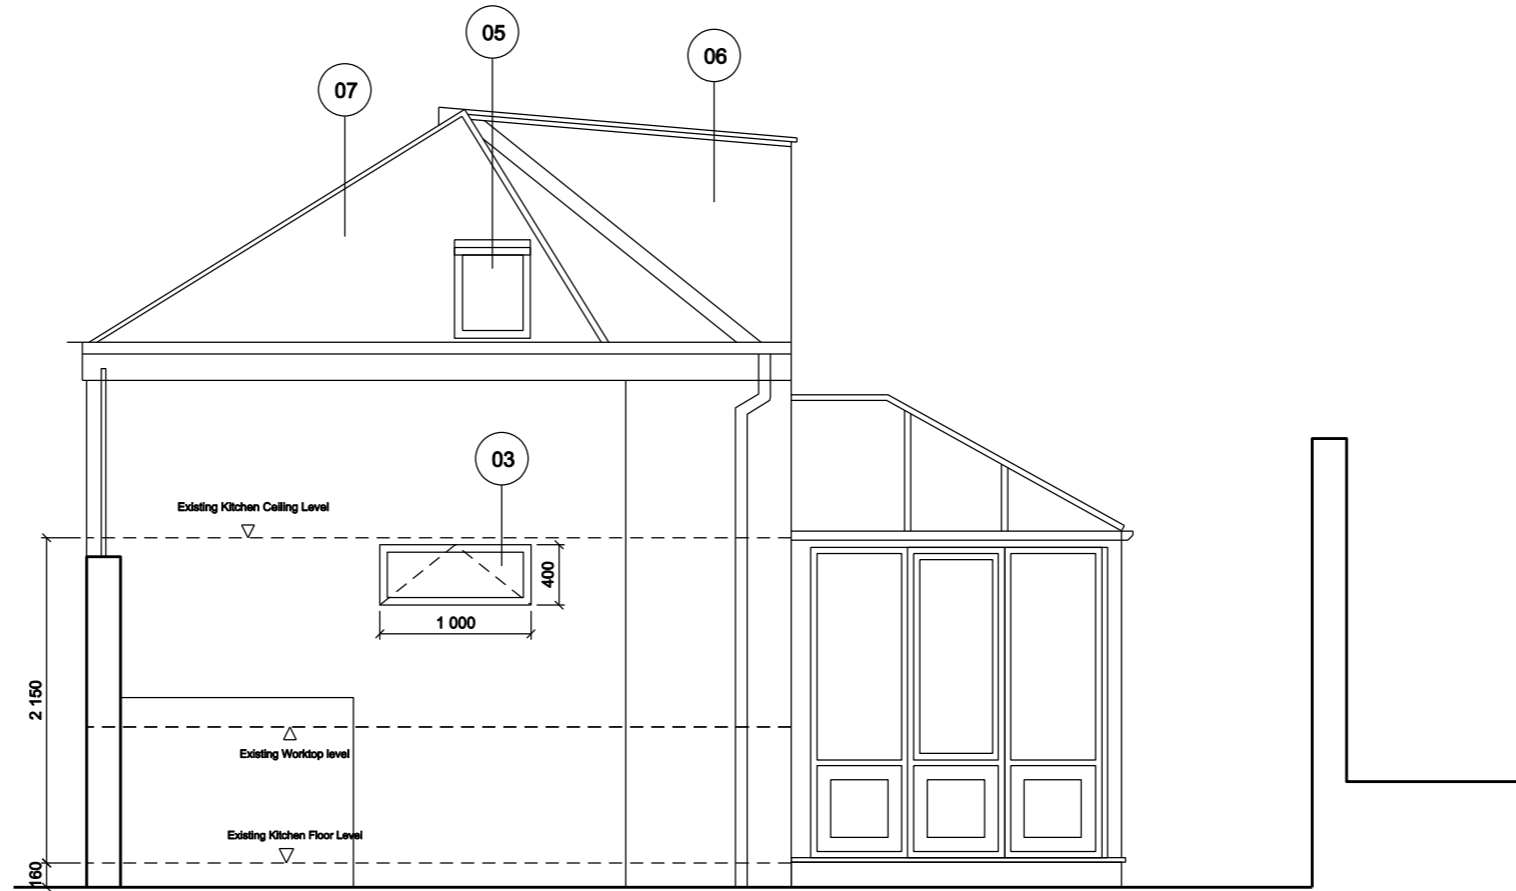 05
06
07
03
Existing Kitchen Ceiling Level
400
1 000
2 150
Existing Worktop level
Existing Kitchen Floor Level
160